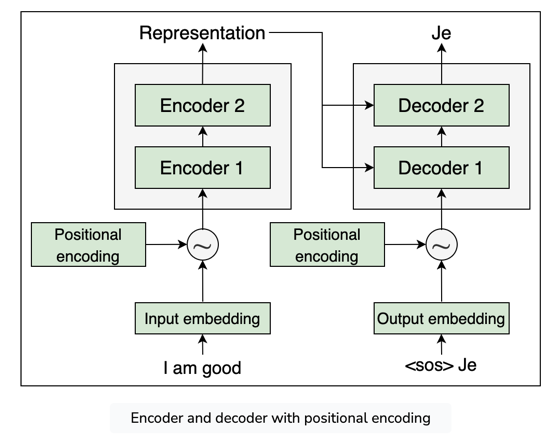 Representation
Je
Encoder 2
Decoder 2
Encoder 1
Decoder 1
Positional
encoding
~
Positional
encoding
~
Input embedding
Output embedding
I am good
<sos> Je
Encoder and decoder with positional encoding